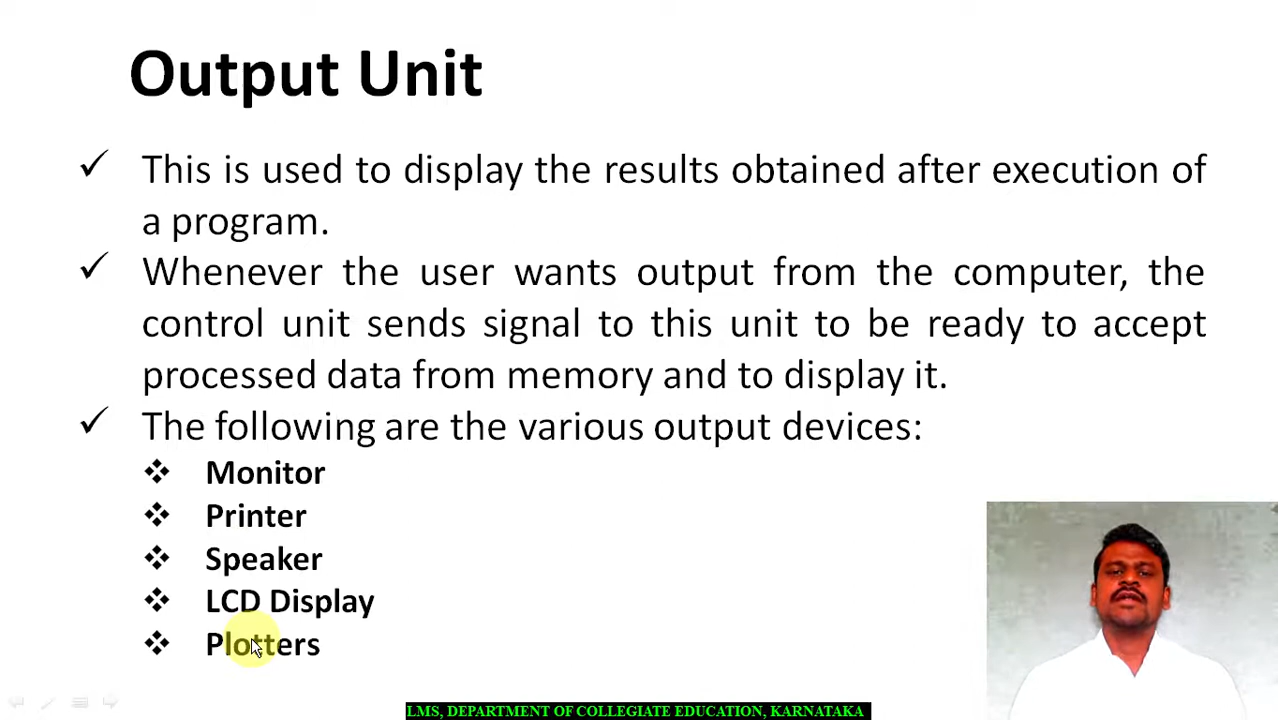 Output Unit
This is used to display the results obtained after execution of
a program.
Whenever the user wants output from the computer, the
control unit sends signal to this unit to be ready to accept
processed data from memory and to display it.
The following are the various output devices:
Monitor
Printer
Speaker
LCD Display
Plotters
LMS, DEPARTMENT OF COLLEGIATE EDUCATION, KARNATAKA